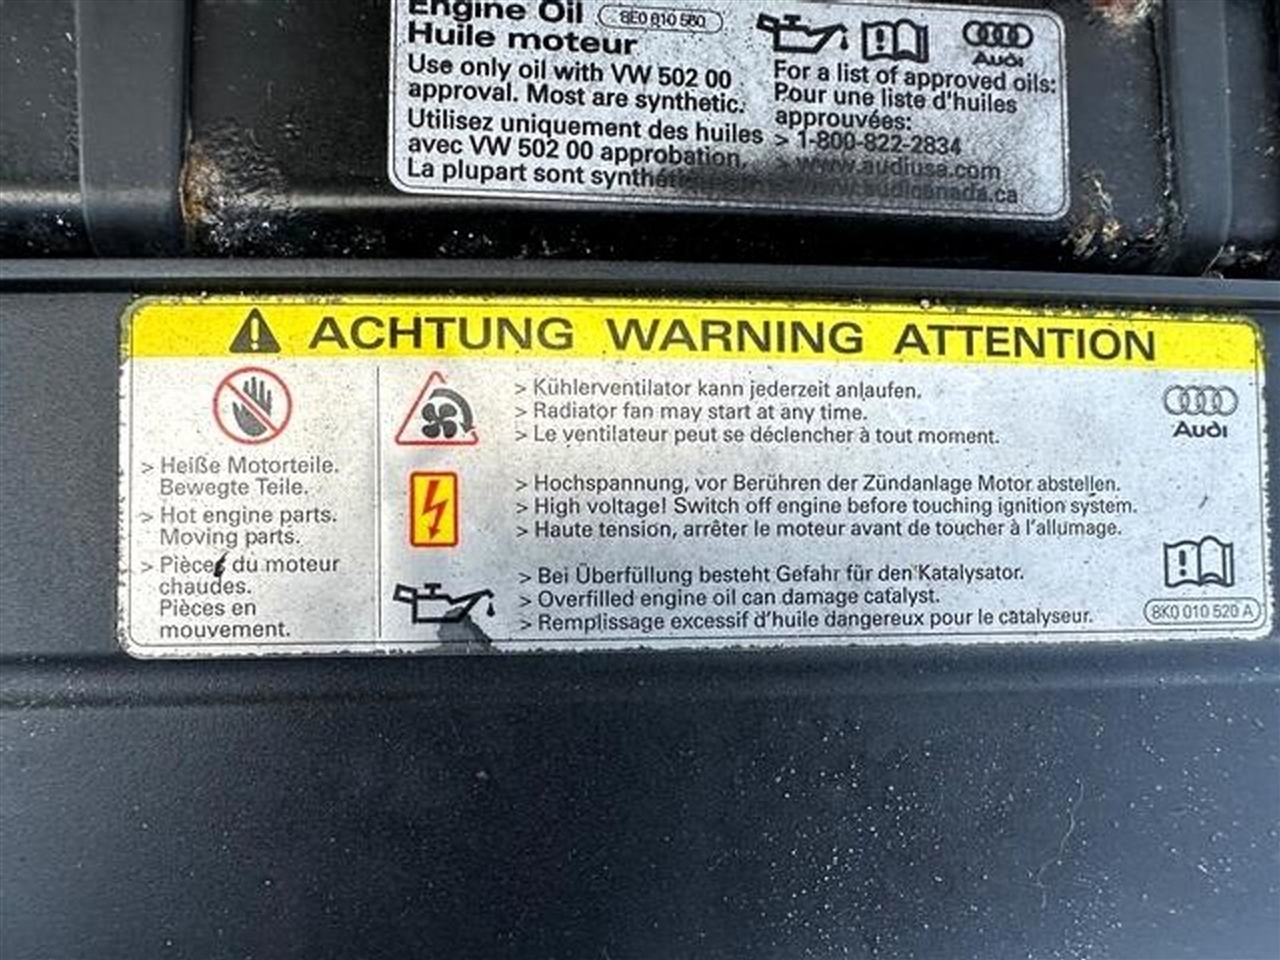 Engine Oil 8E0 010 560
Huile moteur
Use only oil with VW 502 00
approval. Most are synthetic.
Utilisez uniquement des huiles
avec VW 502 00 approbation.
La plupart sont synthétiques
Audi
For a list of approved oils:
Pour une liste d'huiles
approuvées:
> 1-800-822-2834
> www.audiusa.com
www.audicanada.ca
ACHTUNG WARNING ATTENTION
> Heiße Motorteile.
Bewegte Teile.
> Hot engine parts.
Moving parts.
> Pièces du moteur
chaudes.
Pièces en
mouvement.
> Kühlerventilator kann jederzeit anlaufen.
> Radiator fan may start at any time.
> Le ventilateur peut se déclencher à tout moment.
> Hochspannung, vor Berühren der Zündanlage Motor abstellen.
> High voltage! Switch off engine before touching ignition system.
> Haute tension, arrêter le moteur avant de toucher à l'allumage.
> Bei Überfüllung besteht Gefahr für den Katalysator.
> Overfilled engine oil can damage catalyst.
> Remplissage excessif d'huile dangereux pour le catalyseur.
Audi
8K0 010 520 A